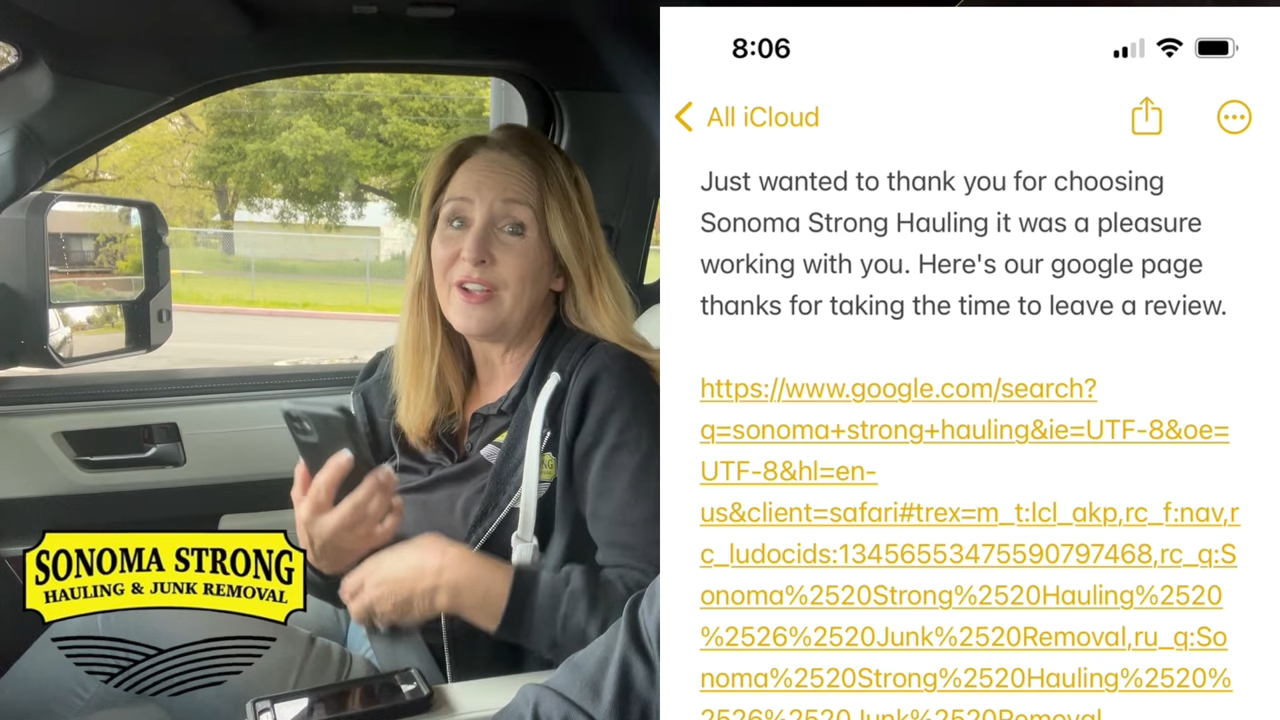 SONOMA STRONG
HAULING & JUNK REMOVAL
8:06
All iCloud
Just wanted to thank you for choosing
Sonoma Strong Hauling it was a pleasure
working with you. Here's our google page
thanks for taking the time to leave a review.
https://www.google.com/search?
q=sonoma+strong+hauling&ie=UTF-8&oe=
UTF-8&hl=en-
us&client=safari#trex=m_t:lcl_akp,rc_f:nav,r
c_ludocids:13456553475590797468,rc_q:S
onoma%2520Strong%2520Hauling%2520
%2526%2520Junk%2520Removal,ru_q:So
noma%2520Strong%2520Hauling%2520%
2526%2520Junk%2520Removal